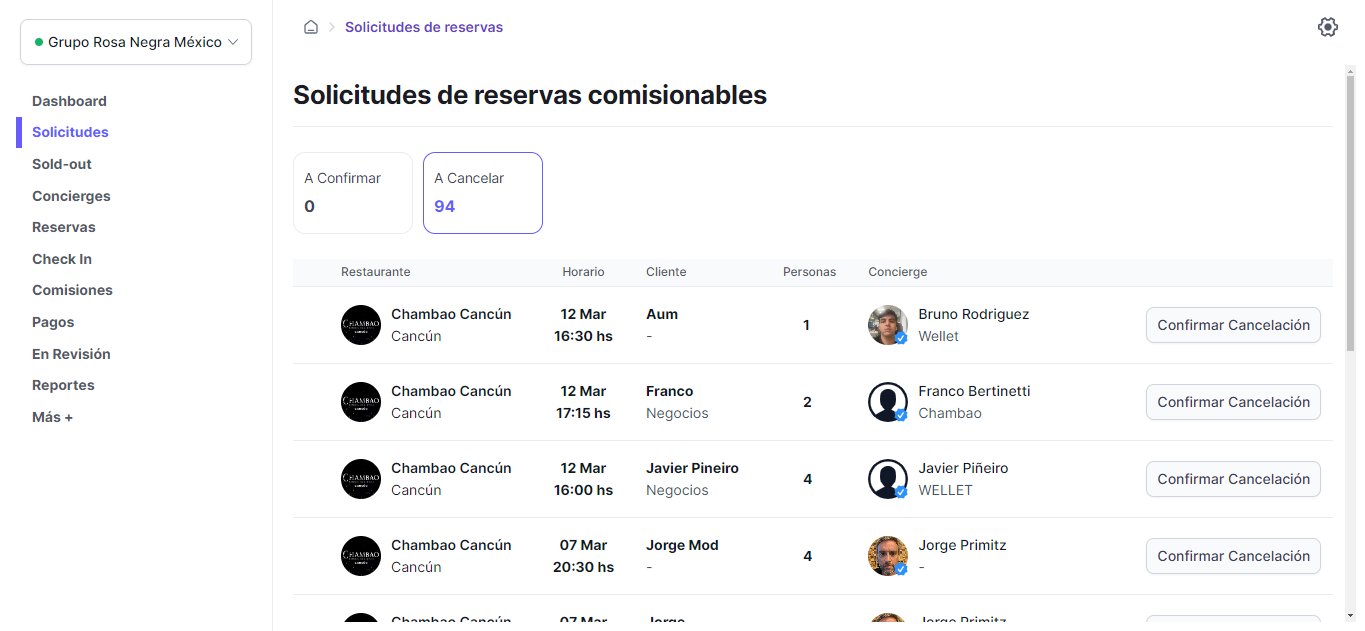 Grupo Rosa Negra México
Solicitudes de reservas
Dashboard
Solicitudes
Sold-out
Concierges
Reservas
Check In
Comisiones
Pagos
En Revisión
Reportes
Más +
Solicitudes de reservas comisionables
A Confirmar
0
A Cancelar
94
Restaurante Horario Cliente Personas Concierge
CHAMBAO
Chambao Cancún 12 Mar Aum 1 Bruno Rodriguez Confirmar Cancelación
Cancún 16:30 hs - Wellet
CHAMBAO
Chambao Cancún 12 Mar Franco 2 Franco Bertinetti Confirmar Cancelación
Cancún 17:15 hs Negocios Chambao
CHAMBAO
Chambao Cancún 12 Mar Javier Pineiro 4 Javier Piñeiro Confirmar Cancelación
Cancún 16:00 hs Negocios WELLET
CHAMBAO
Chambao Cancún 07 Mar Jorge Mod 4 Jorge Primitz Confirmar Cancelación
Cancún 20:30 hs - -
Chambao Cancún 07 Mar Jorge Jorge Primitz